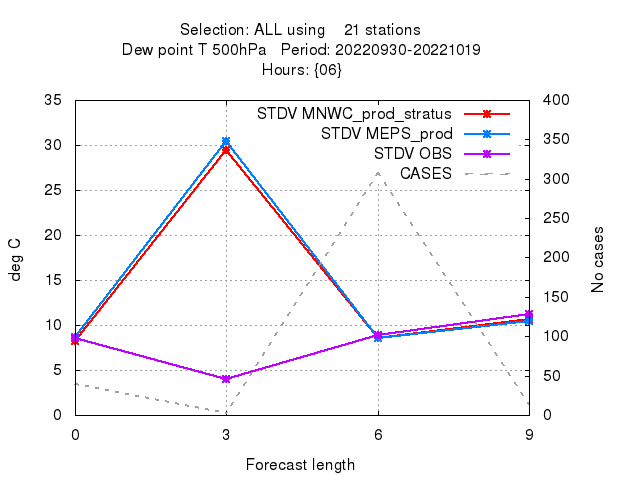 Selection: ALL using    21 stations
Dew point T 500hPa   Period: 20220930-20221019
Hours: {06}
35
30
25
20
15
10
5
0
deg C
STDV MNWC_prod_stratus
STDV MEPS_prod
STDV OBS
CASES
400
350
300
250
200
150
100
50
0
No cases
0
3
6
9
Forecast length